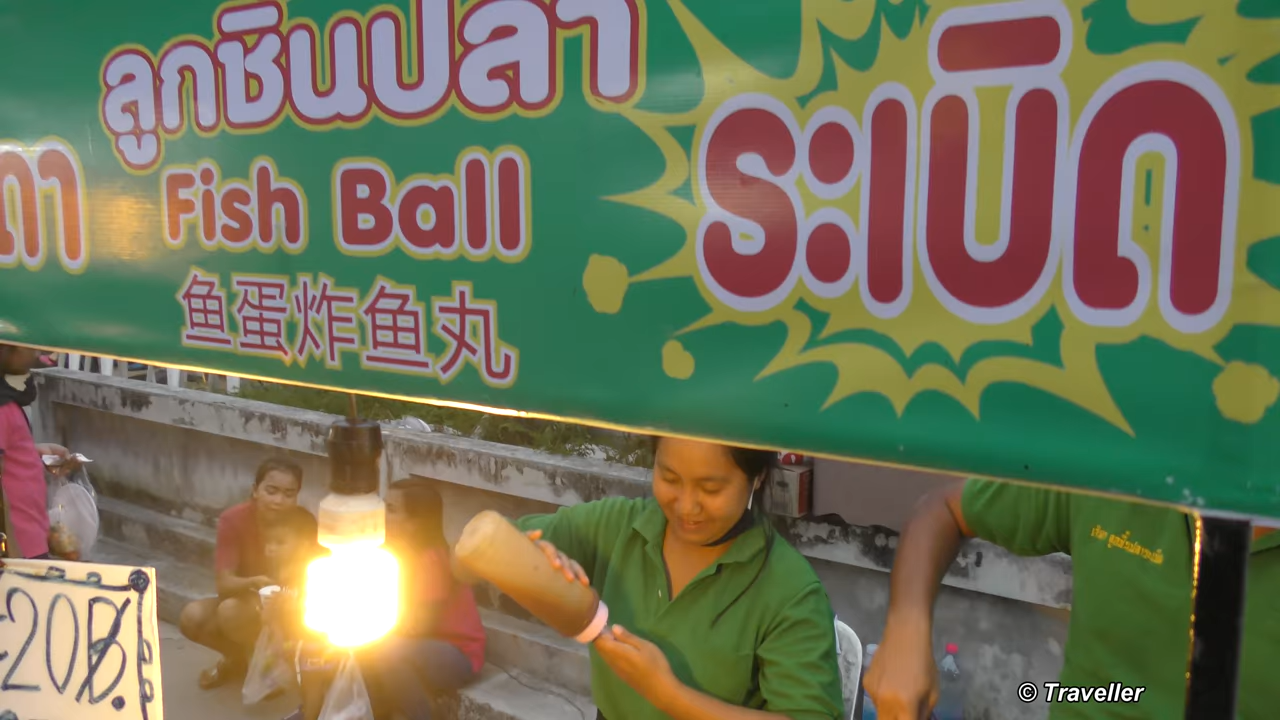 ลูกชิ้นปลา
ระเบิด
Fish Ball
鱼蛋炸鱼丸
20B.
© Traveller